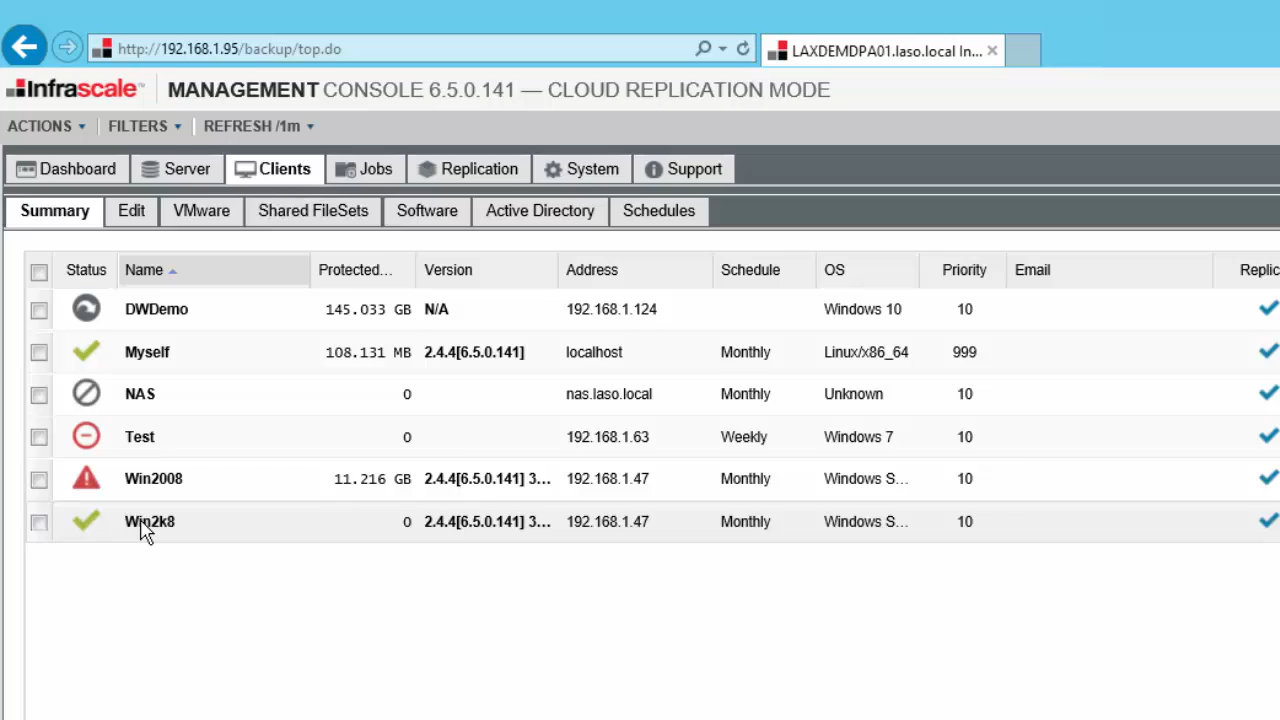 http://192.168.1.95/backup/top.do LAXDEMDPA01.laso.local In...
Infrascale™ MANAGEMENT CONSOLE 6.5.0.141 — CLOUD REPLICATION MODE
ACTIONS FILTERS REFRESH /1m
Dashboard Server Clients Jobs Replication System Support
Summary Edit VMware Shared FileSets Software Active Directory Schedules
Status Name Protected... Version Address Schedule OS Priority Email Replic
DWDemo 145.033 GB N/A 192.168.1.124 Windows 10 10
Myself 108.131 MB 2.4.4[6.5.0.141] localhost Monthly Linux/x86_64 999
NAS 0 nas.laso.local Monthly Unknown 10
Test 0 192.168.1.63 Weekly Windows 7 10
Win2008 11.216 GB 2.4.4[6.5.0.141] 3... 192.168.1.47 Monthly Windows S... 10
Win2k8 0 2.4.4[6.5.0.141] 3... 192.168.1.47 Monthly Windows S... 10